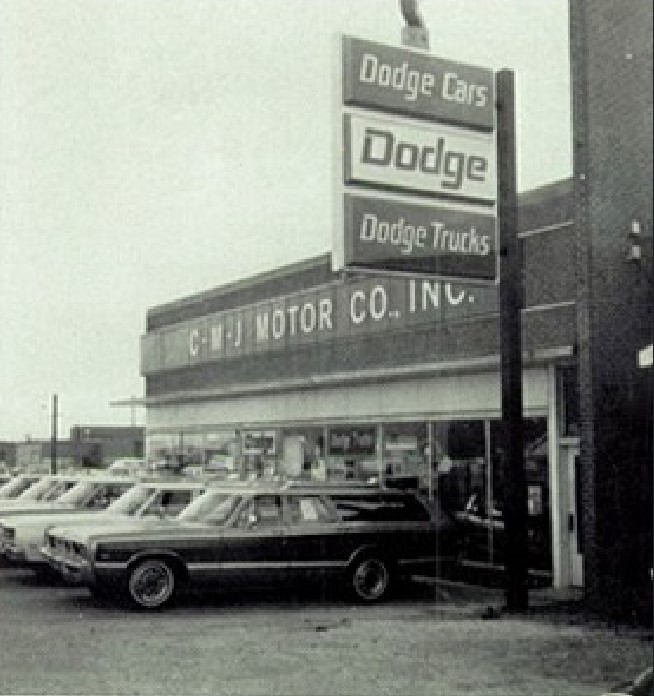 Dodge Cars
Dodge
Dodge Trucks
C-M-J MOTOR CO., INC.